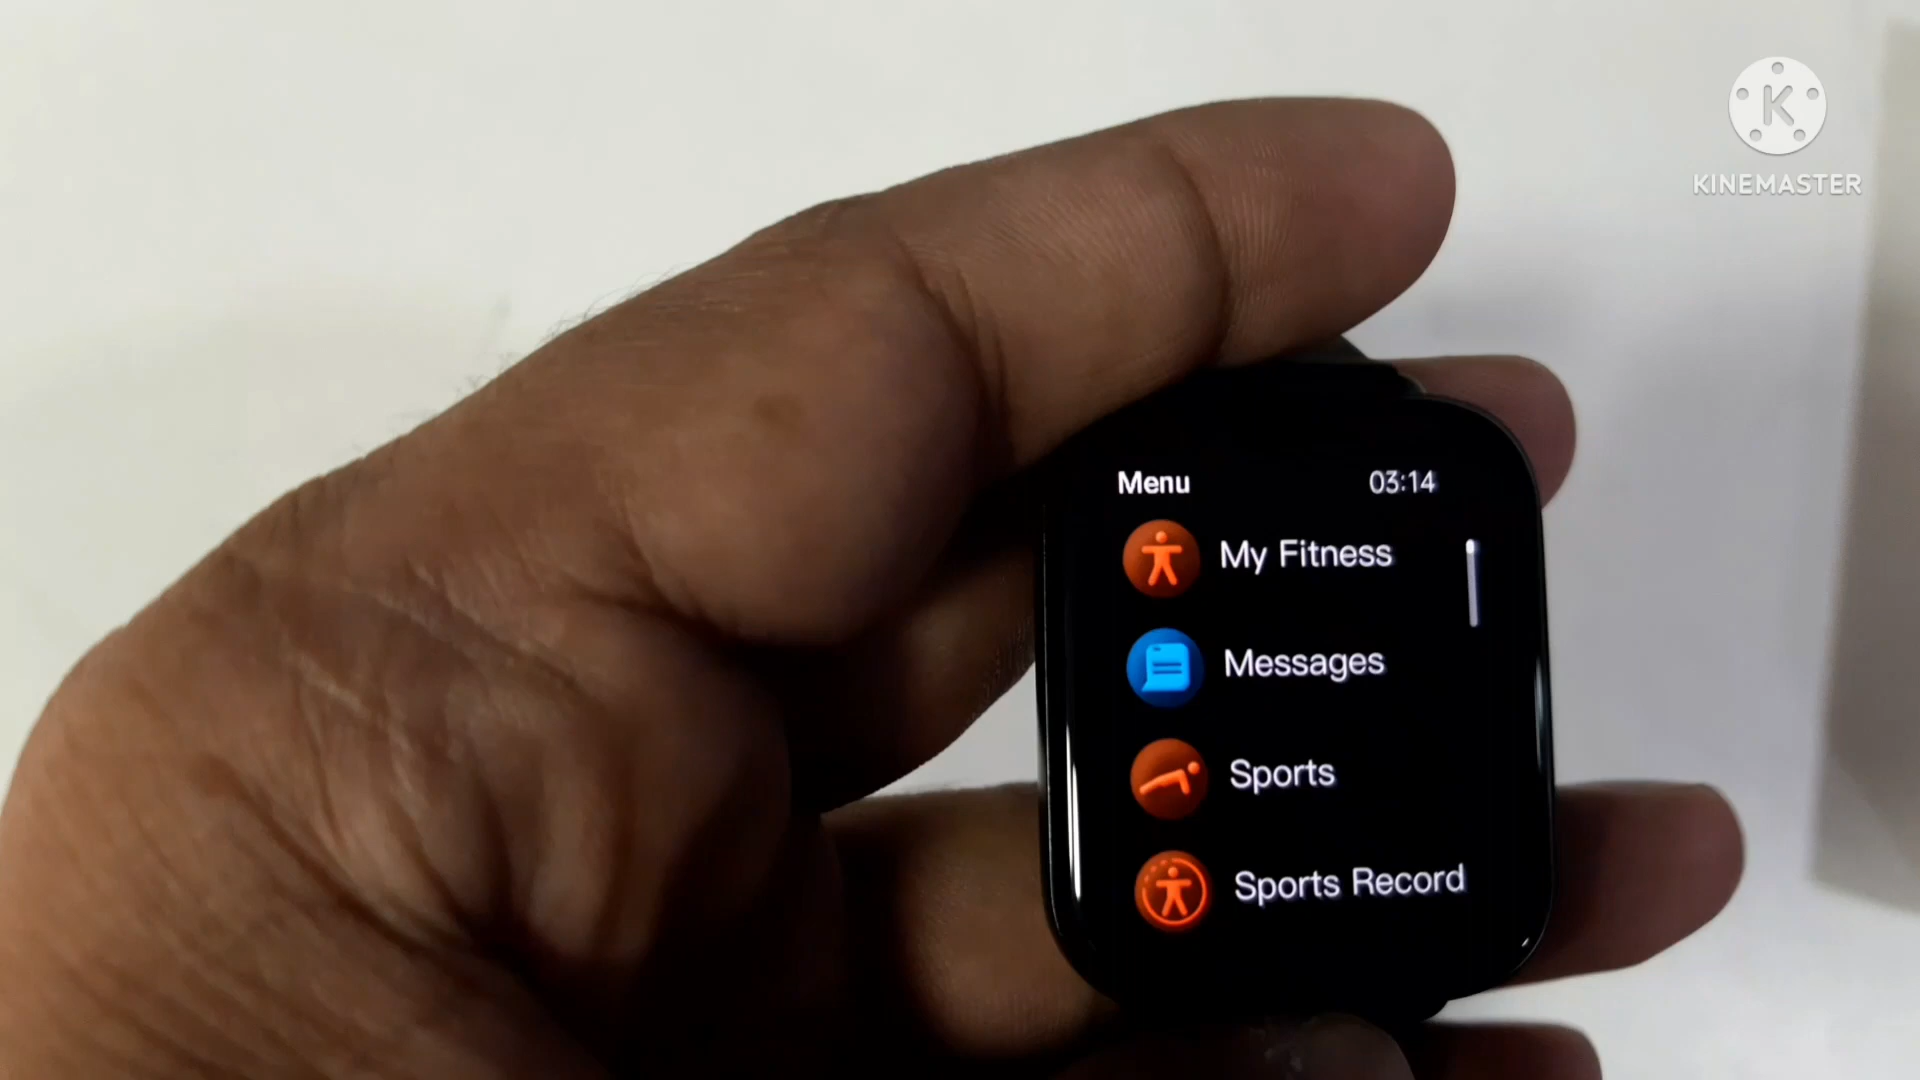 K
KINEMASTER
Menu 03:14
My Fitness
Messages
Sports
Sports Record